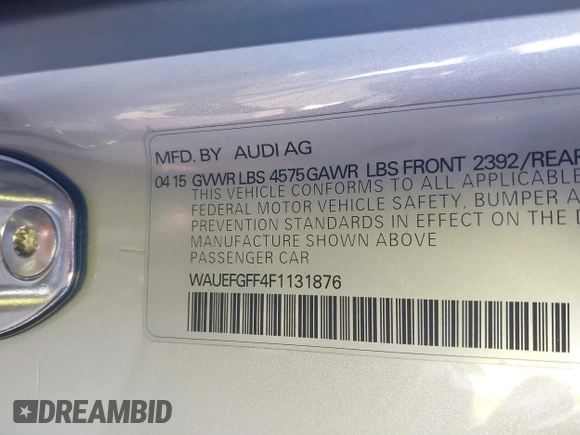 MFD. BY AUDI AG
04 15 GVWR LBS 4575 GAWR LBS FRONT 2392/REAR
THIS VEHICLE CONFORMS TO ALL APPLICABLE
FEDERAL MOTOR VEHICLE SAFETY, BUMPER A
PREVENTION STANDARDS IN EFFECT ON THE D
MANUFACTURE SHOWN ABOVE
PASSENGER CAR
WAUEFGFF4F1131876
DREAMBID